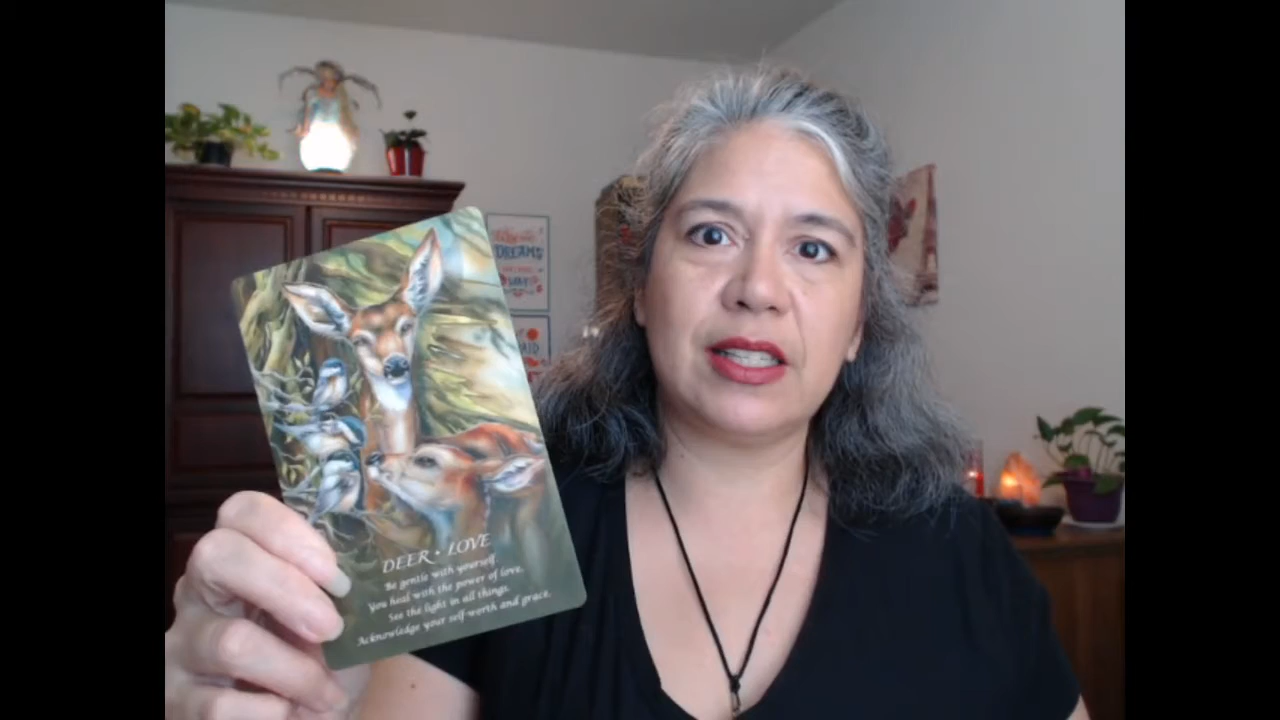 DREAMS
DEER • LOVE
Be gentle with yourself.
You heal with the power of love.
See the light in all things.
Acknowledge your self-worth and grace.